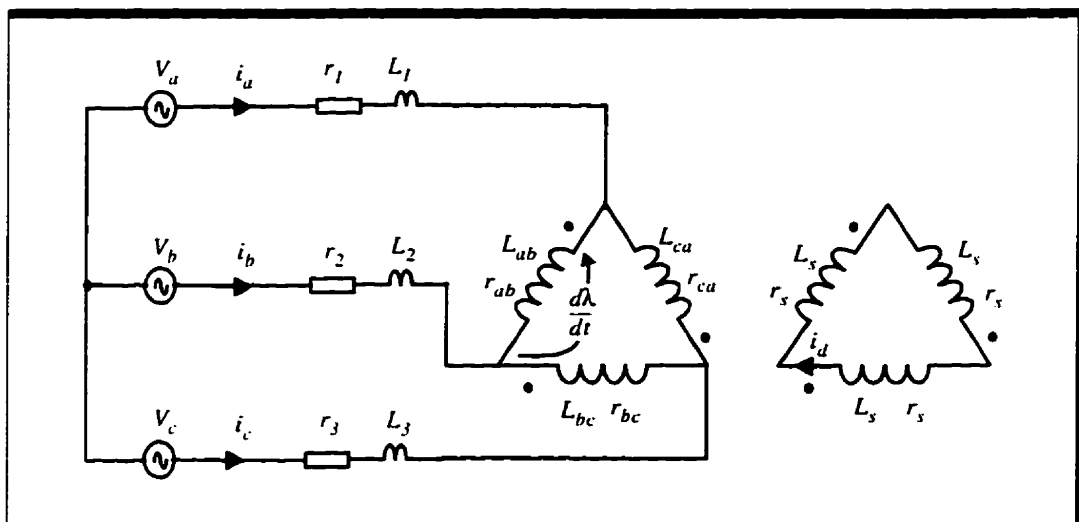 V_a i_a r_1 L_1
L_ab L_ca
V_b i_b r_2 L_2 r_ab dλ/dt r_ca
L_s L_s
r_s r_s
i_d
L_bc r_bc L_s r_s
V_c i_c r_3 L_3